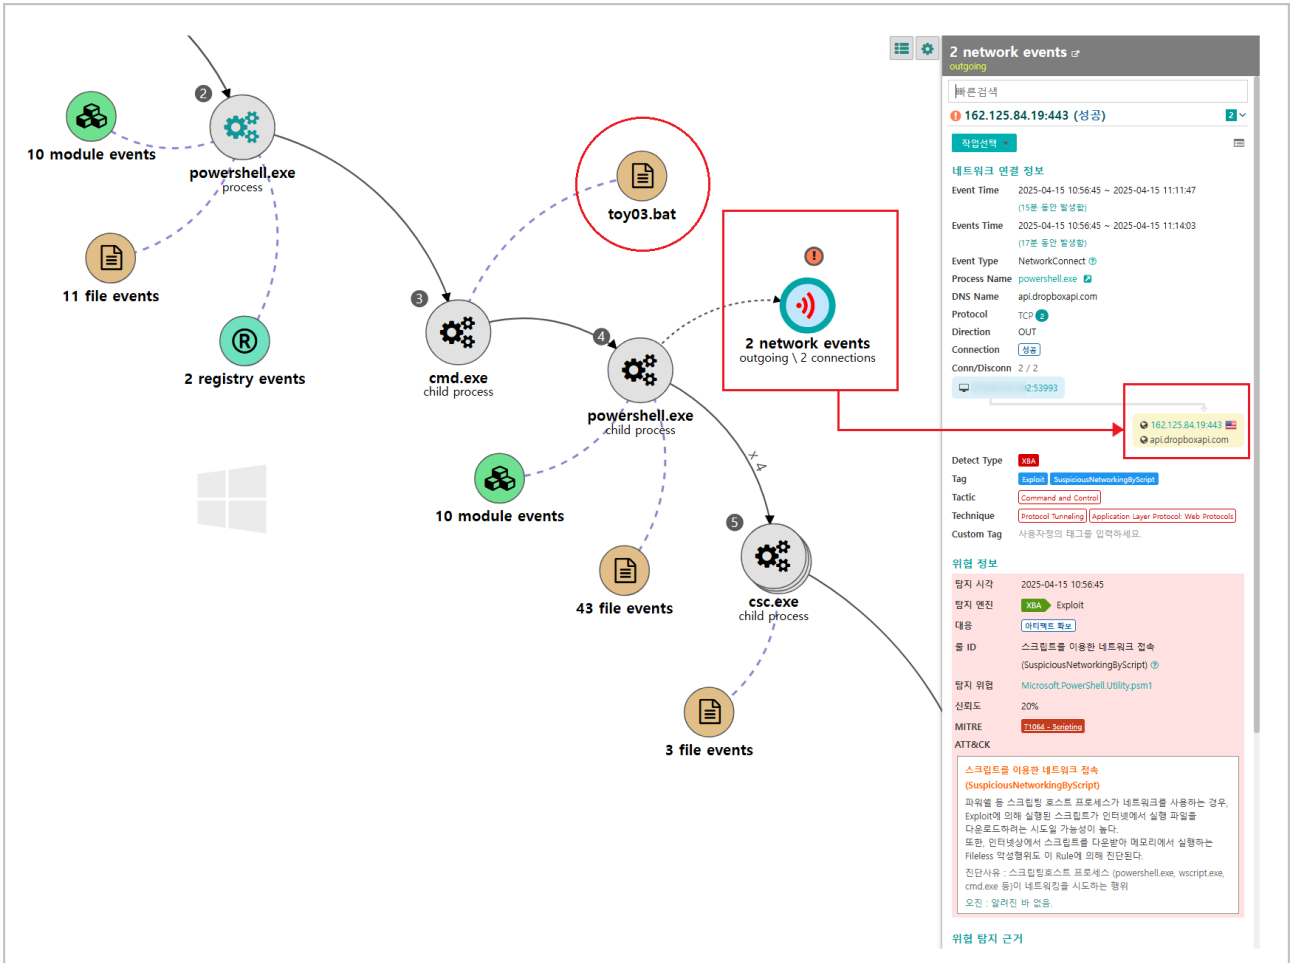 2
10 module events
powershell.exe
process
11 file events
2 registry events
toy03.bat
3
cmd.exe
child process
4
powershell.exe
child process
2 network events
outgoing \ 2 connections
10 module events
43 file events
x 4
5
csc.exe
child process
3 file events
2 network events
outgoing
빠른검색
162.125.84.19:443 (성공)
2
작업선택
네트워크 연결 정보
Event Time 2025-04-15 10:56:45 ~ 2025-04-15 11:11:47
(15분 동안 발생함)
Events Time 2025-04-15 10:56:45 ~ 2025-04-15 11:14:03
(17분 동안 발생함)
Event Type NetworkConnect
Process Name powershell.exe
DNS Name api.dropboxapi.com
Protocol TCP 2
Direction OUT
Connection 성공
Conn/Disconn 2 / 2
2:53993
162.125.84.19:443
api.dropboxapi.com
Detect Type XBA
Tag Exploit SuspiciousNetworkingByScript
Tactic Command and Control
Technique Protocol Tunneling Application Layer Protocol: Web Protocols
Custom Tag 사용자정의 태그를 입력하세요.
위협 정보
탐지 시각 2025-04-15 10:56:45
탐지 엔진 XBA Exploit
대응 아티팩트 확보
룰 ID 스크립트를 이용한 네트워크 접속
(SuspiciousNetworkingByScript)
탐지 위협 Microsoft.PowerShell.Utility.psm1
신뢰도 20%
MITRE T1064 - Scripting
ATT&CK
스크립트를 이용한 네트워크 접속
(SuspiciousNetworkingByScript)
파워쉘 등 스크립팅 호스트 프로세스가 네트워크를 사용하는 경우,
Exploit에 의해 실행된 스크립트가 인터넷에서 실행 파일을
다운로드하려는 시도일 가능성이 높다.
또한, 인터넷상에서 스크립트를 다운받아 메모리에서 실행하는
Fileless 악성행위도 이 Rule에 의해 진단된다.
진단사유 : 스크립팅호스트 프로세스 (powershell.exe, wscript.exe,
cmd.exe 등)이 네트워킹을 시도하는 행위
오진 : 알려진 바 없음.
위협 탐지 근거